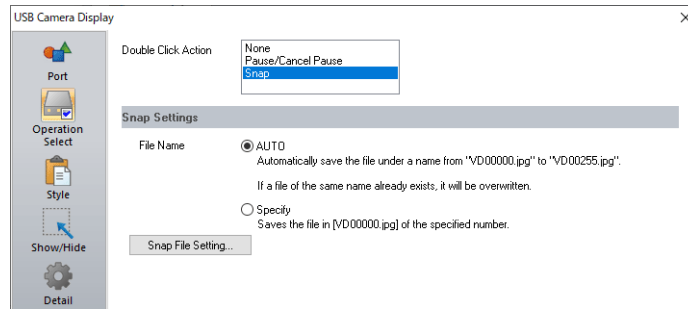 USB Camera Display
Port
Operation
Select
Style
Show/Hide
Detail
Double Click Action
None
Pause/Cancel Pause
Snap
Snap Settings
File Name
AUTO
Automatically save the file under a name from "VD00000.jpg" to "VD00255.jpg".
If a file of the same name already exists, it will be overwritten.
Specify
Saves the file in [VD00000.jpg] of the specified number.
Snap File Setting...